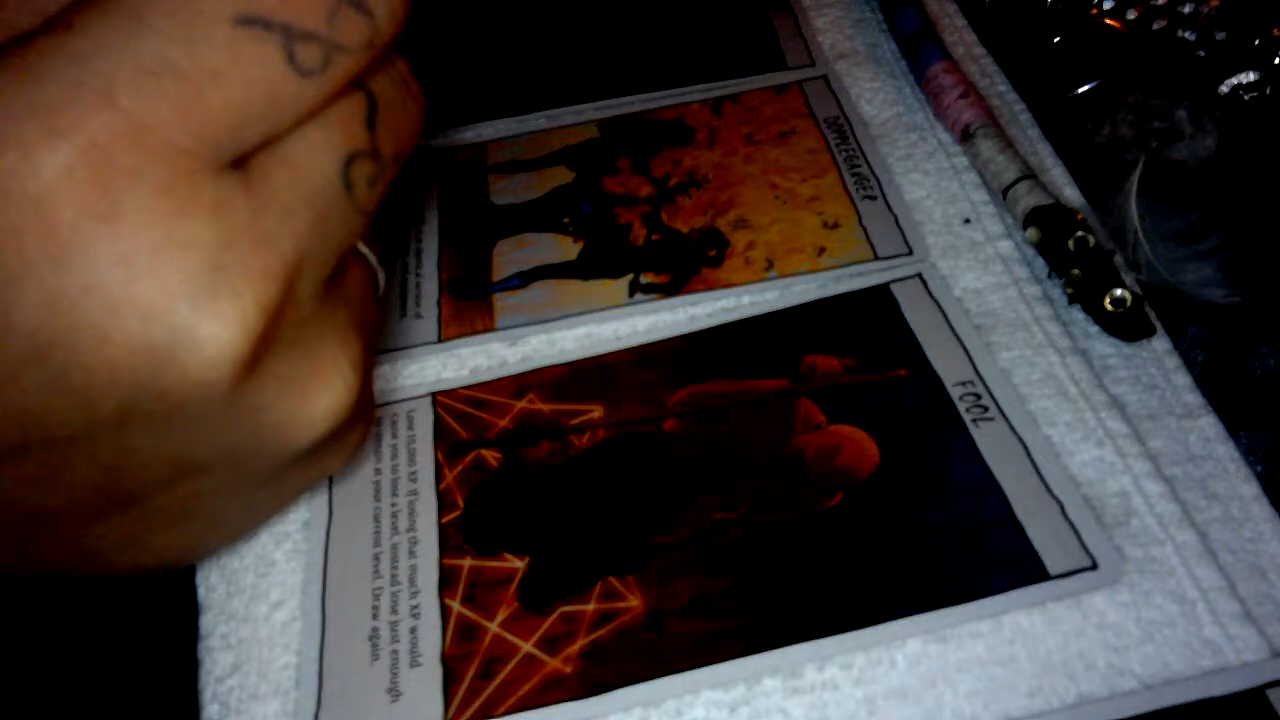 DOPPLEGANGER
FOOL
Lose 10,000 XP. If losing that much XP would
cause you to lose a level, instead lose just enough
to remain at your current level. Draw again.